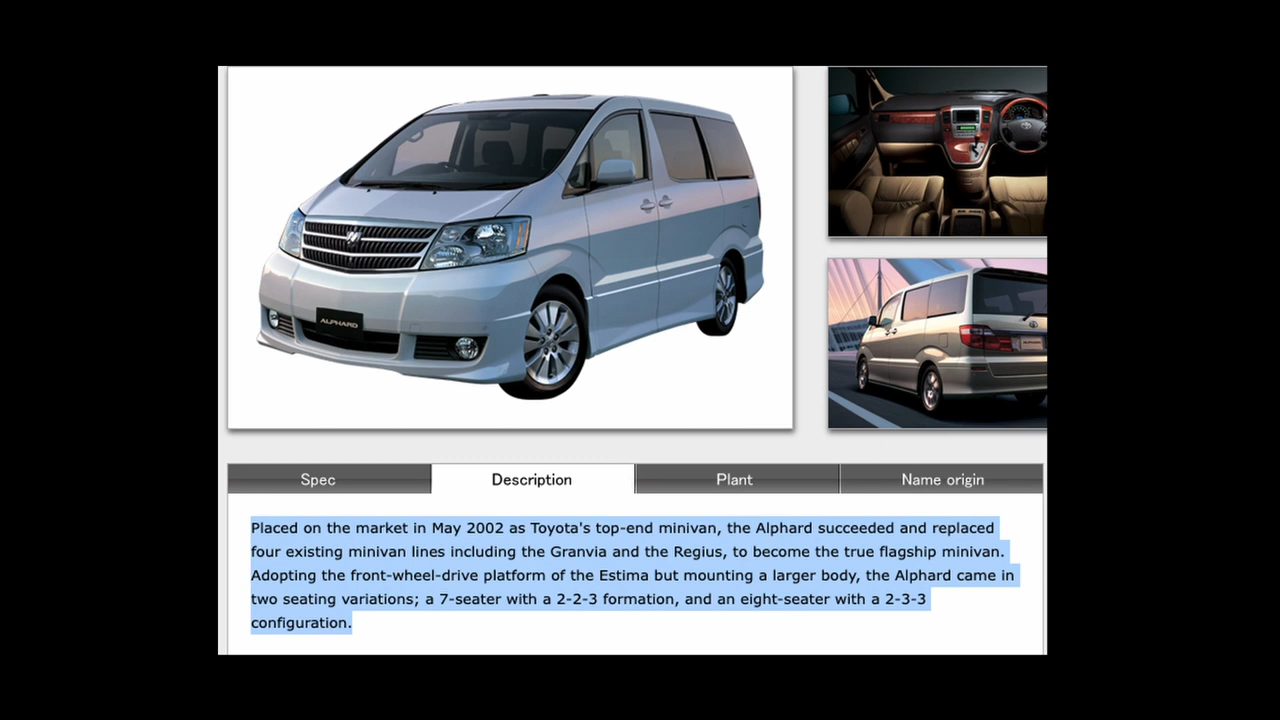 ALPHARD
Spec
Description
Plant
Name origin
Placed on the market in May 2002 as Toyota's top-end minivan, the Alphard succeeded and replaced
four existing minivan lines including the Granvia and the Regius, to become the true flagship minivan.
Adopting the front-wheel-drive platform of the Estima but mounting a larger body, the Alphard came in
two seating variations; a 7-seater with a 2-2-3 formation, and an eight-seater with a 2-3-3
configuration.